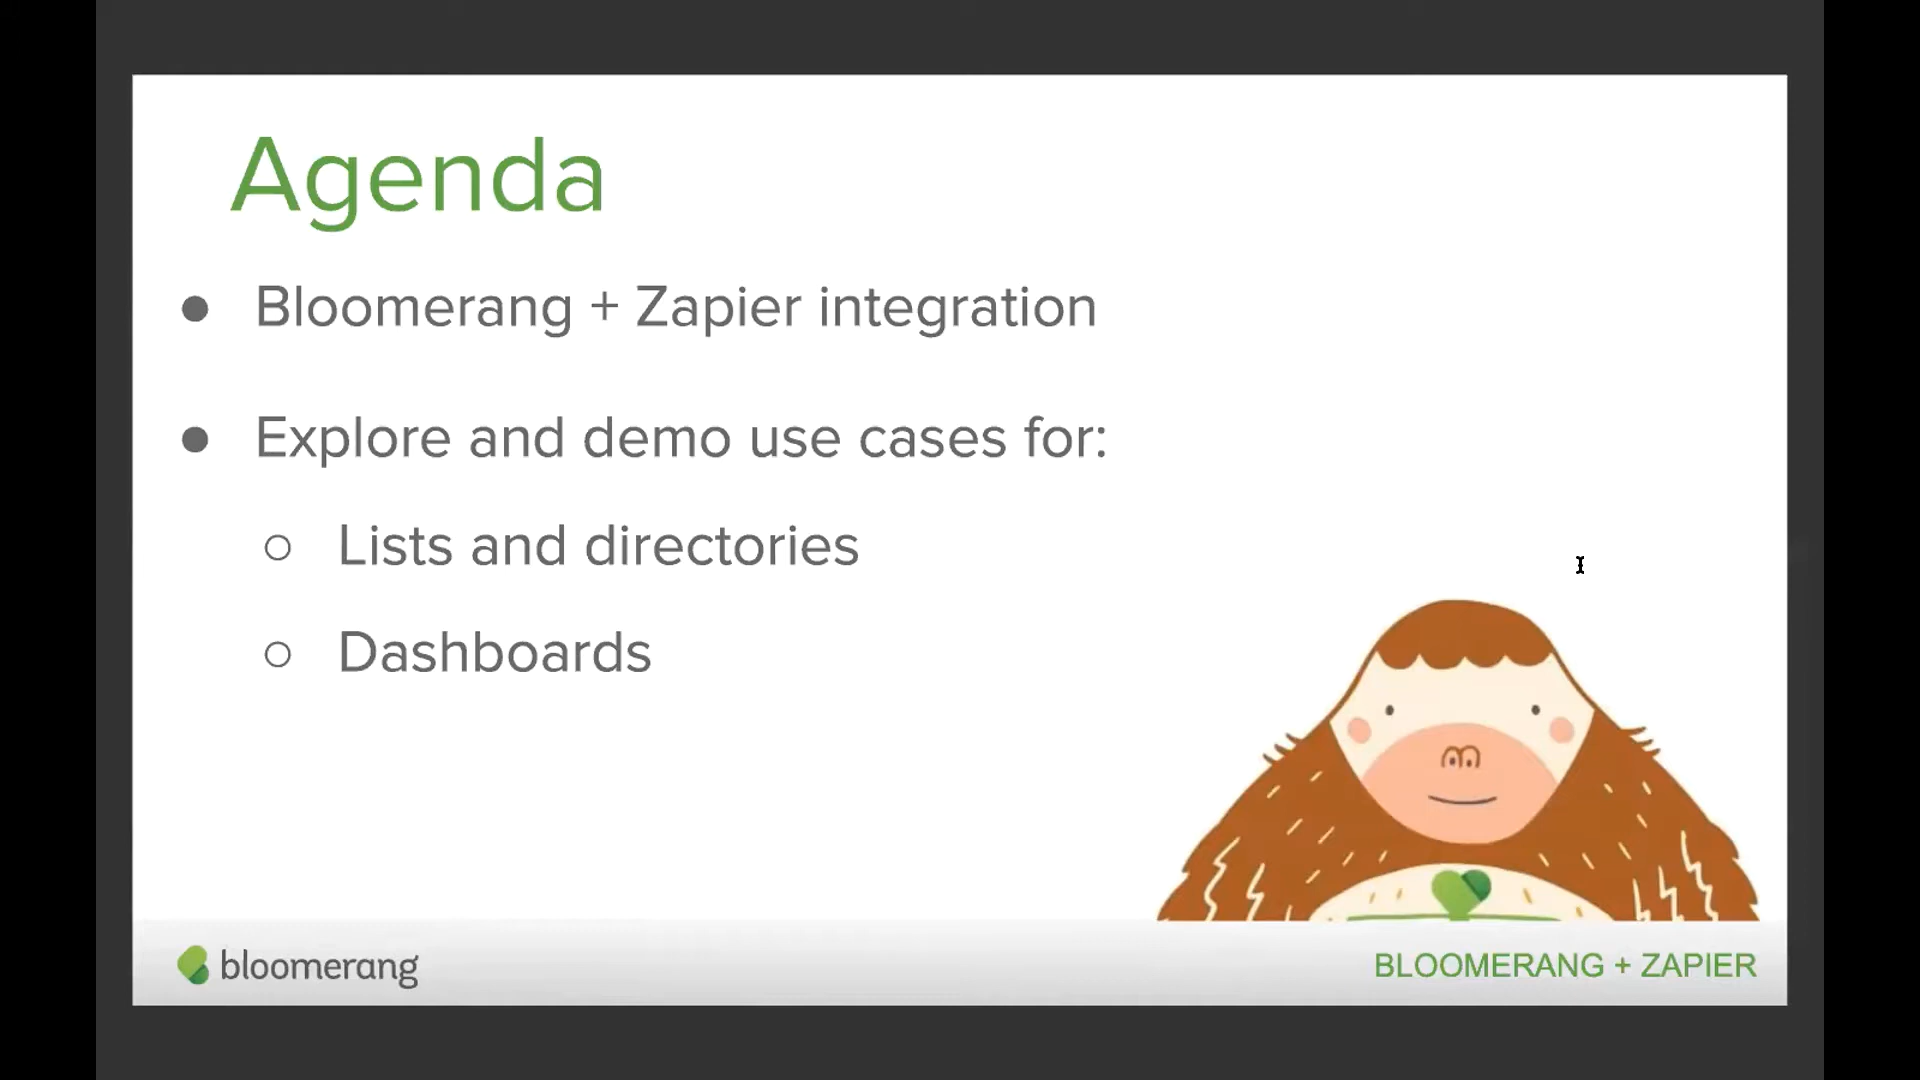 Agenda
● Bloomerang + Zapier integration
● Explore and demo use cases for:
○ Lists and directories
○ Dashboards
bloomerang
BLOOMERANG + ZAPIER